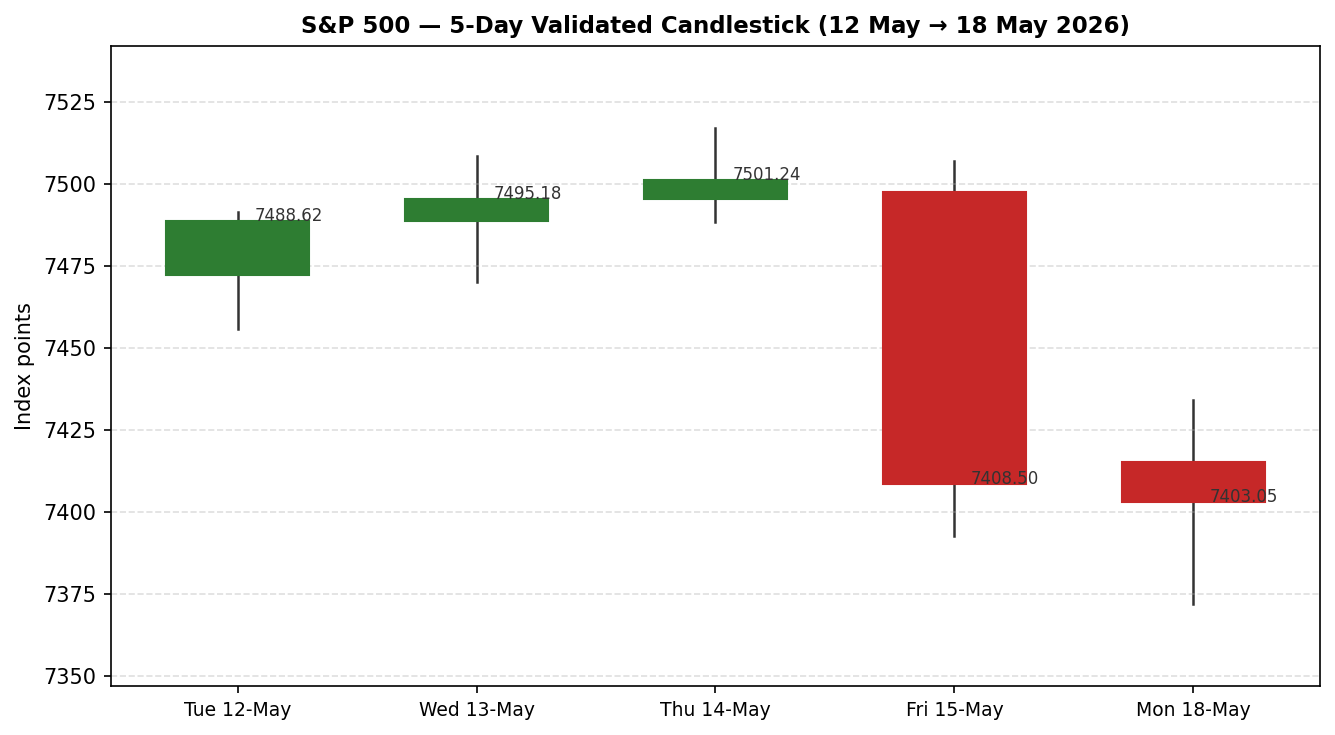 S&P 500 — 5-Day Validated Candlestick (12 May → 18 May 2026)
Index points
7525
7500
7475
7450
7425
7400
7375
7350
7488.62
7495.18
7501.24
7408.50
7403.05
Tue 12-May
Wed 13-May
Thu 14-May
Fri 15-May
Mon 18-May